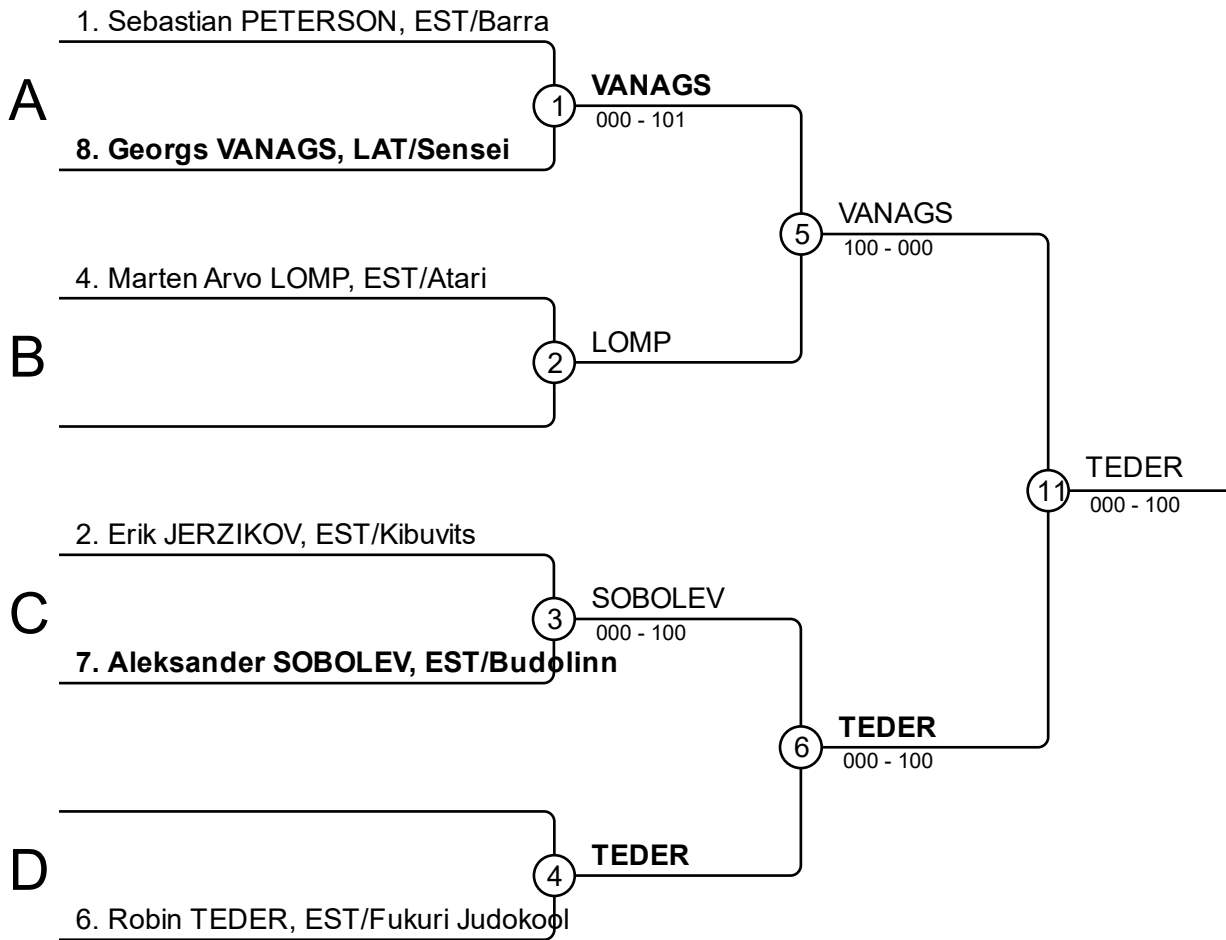 1. Sebastian PETERSON, EST/Barra
A
1
VANAGS
000 - 101
8. Georgs VANAGS, LAT/Sensei
5
VANAGS
100 - 000
4. Marten Arvo LOMP, EST/Atari
B
2
LOMP
11
TEDER
000 - 100
2. Erik JERZIKOV, EST/Kibuvits
C
3
SOBOLEV
000 - 100
7. Aleksander SOBOLEV, EST/Budolinn
6
TEDER
000 - 100
D
4
TEDER
6. Robin TEDER, EST/Fukuri Judokool